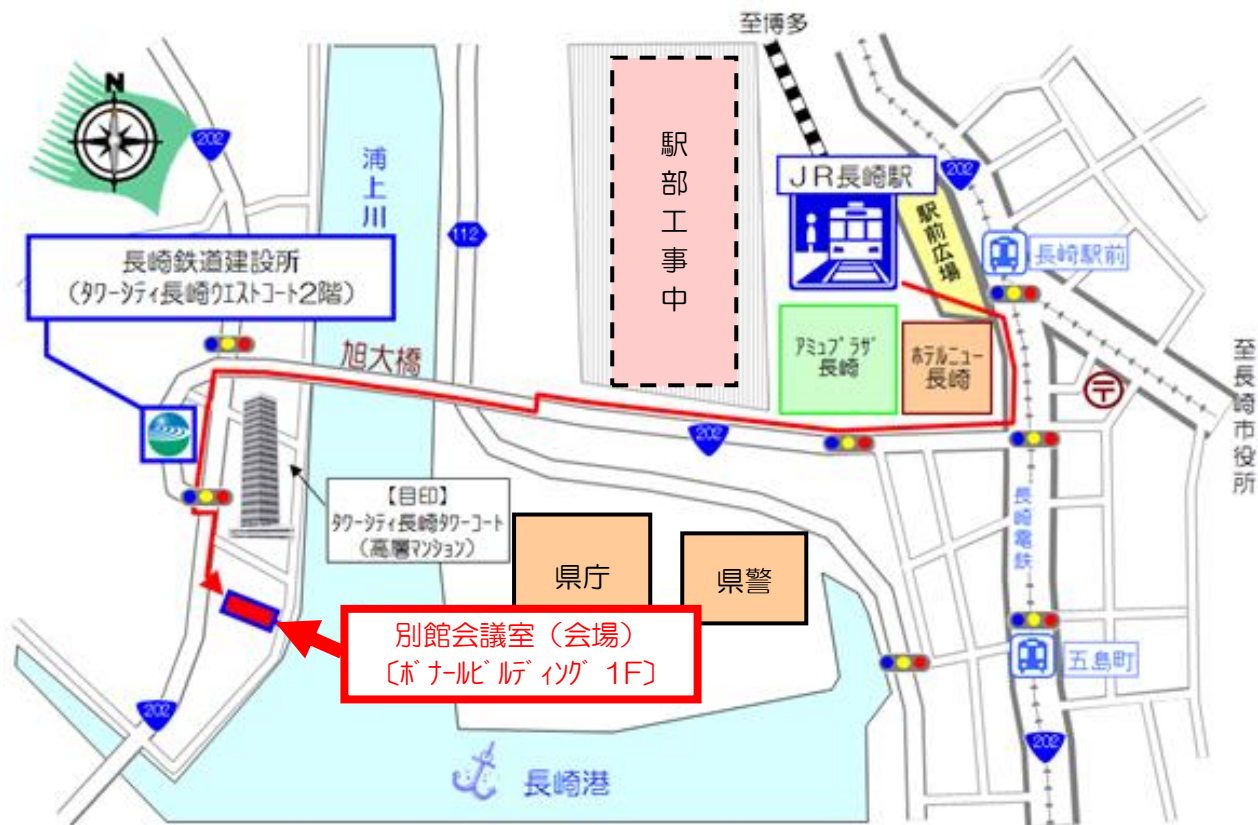 至博多
N
202
浦上川
駅部工事中
JR長崎駅
202
駅前広場
112
長崎駅前
長崎鉄道建設所
(タワーシティ長崎ウエストコート2階)
旭大橋
アミュプラザ
長崎
ホテルニュー
長崎
〒
至長崎市役所
202
【目印】
タワーシティ長崎タワーコート
(高層マンション)
長崎電鉄
県庁
県警
別館会議室(会場)
〔ボナールビルディング 1F〕
五島町
202
202
長崎港